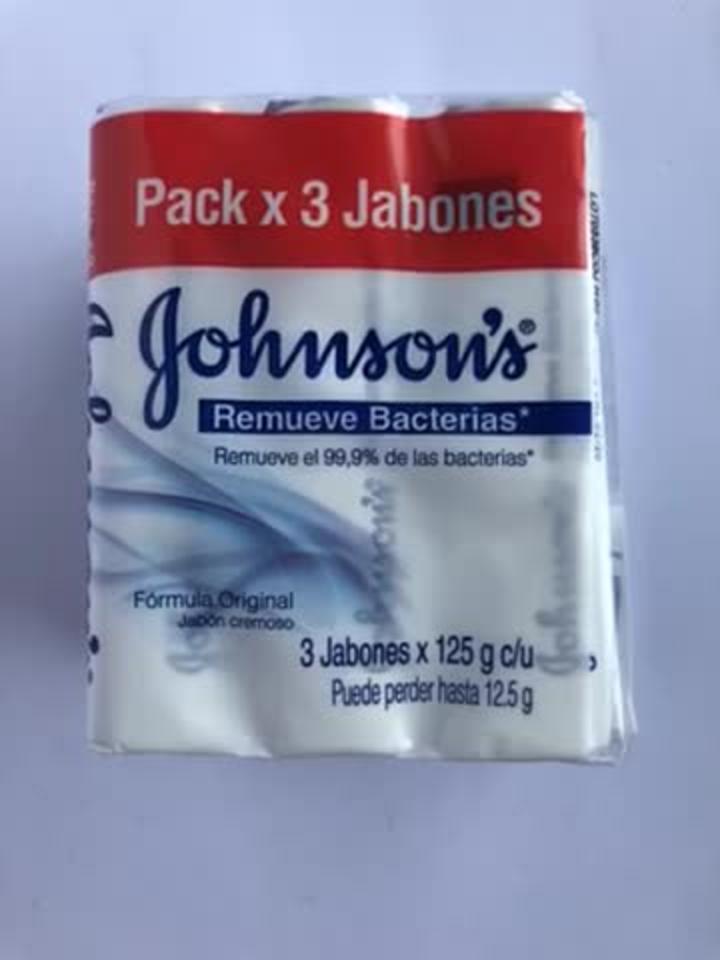 Pack x 3 Jabones
Johnson's®
Remueve Bacterias*
Remueve el 99,9% de las bacterias*
Fórmula Original
Jabón cremoso
3 Jabones x 125 g c/u
Puede perder hasta 12.5 g